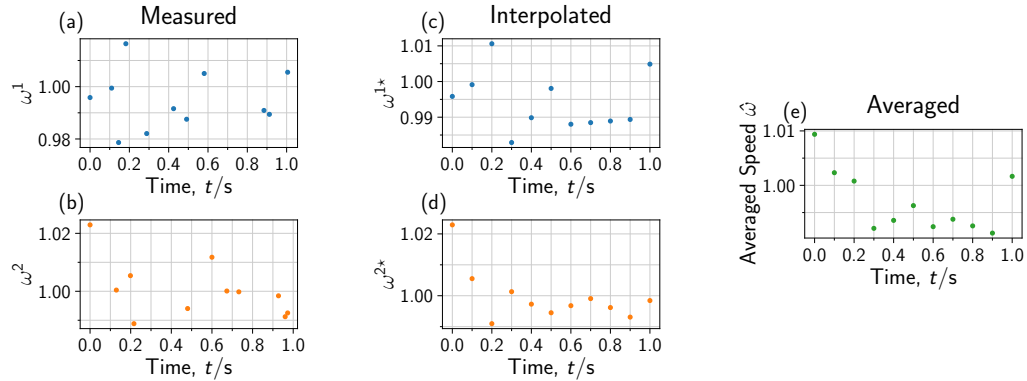 (a) Measured
ω¹
1.00
0.98
0.0 0.2 0.4 0.6 0.8 1.0
Time, t/s
(b)
ω²
1.02
1.00
0.0 0.2 0.4 0.6 0.8 1.0
Time, t/s
(c) Interpolated
ω¹⋆
1.01
1.00
0.99
0.0 0.2 0.4 0.6 0.8 1.0
Time, t/s
(d)
ω²⋆
1.02
1.00
0.0 0.2 0.4 0.6 0.8 1.0
Time, t/s
(e) Averaged
Averaged Speed ω̂
1.01
1.00
0.0 0.2 0.4 0.6 0.8 1.0
Time, t/s